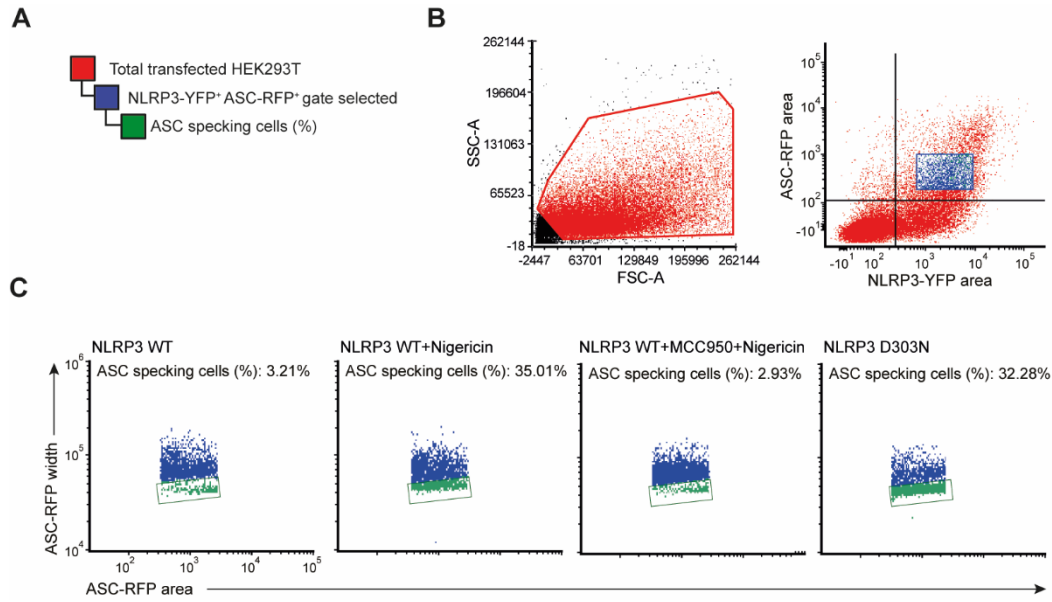 A
Total transfected HEK293T
NLRP3-YFP⁺ ASC-RFP⁺ gate selected
ASC specking cells (%)
B
SSC-A
262144
196604
131063
65523
-18
-2447 63701 129849 195996 262144
FSC-A
ASC-RFP area
10⁵
10⁴
10³
10²
-10¹
-10¹ 10² 10³ 10⁴ 10⁵
NLRP3-YFP area
C
ASC-RFP width
10⁶
10⁵
10⁴
NLRP3 WT
ASC specking cells (%): 3.21%
10² 10³ 10⁴ 10⁵
NLRP3 WT+Nigericin
ASC specking cells (%): 35.01%
NLRP3 WT+MCC950+Nigericin
ASC specking cells (%): 2.93%
NLRP3 D303N
ASC specking cells (%): 32.28%
ASC-RFP area